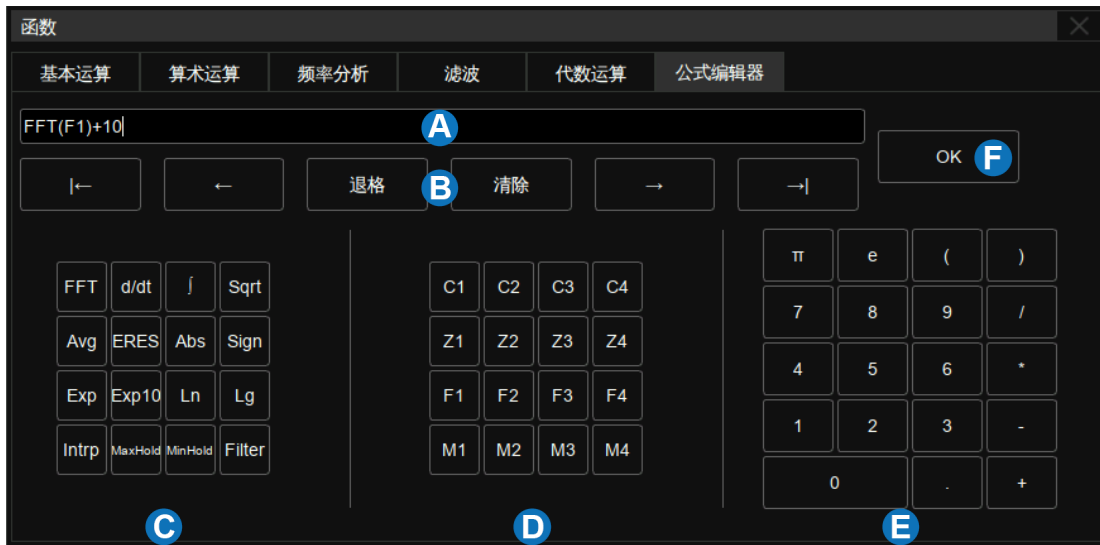 函数
基本运算 算术运算 频率分析 滤波 代数运算 公式编辑器
FFT(F1)+10 A
OK F
|← ← 退格 B 清除 → →|
FFT d/dt ∫ Sqrt
Avg ERES Abs Sign
Exp Exp10 Ln Lg
Intrp MaxHold MinHold Filter
C
C1 C2 C3 C4
Z1 Z2 Z3 Z4
F1 F2 F3 F4
M1 M2 M3 M4
D
π e ( )
7 8 9 /
4 5 6 *
1 2 3 -
0 . +
E